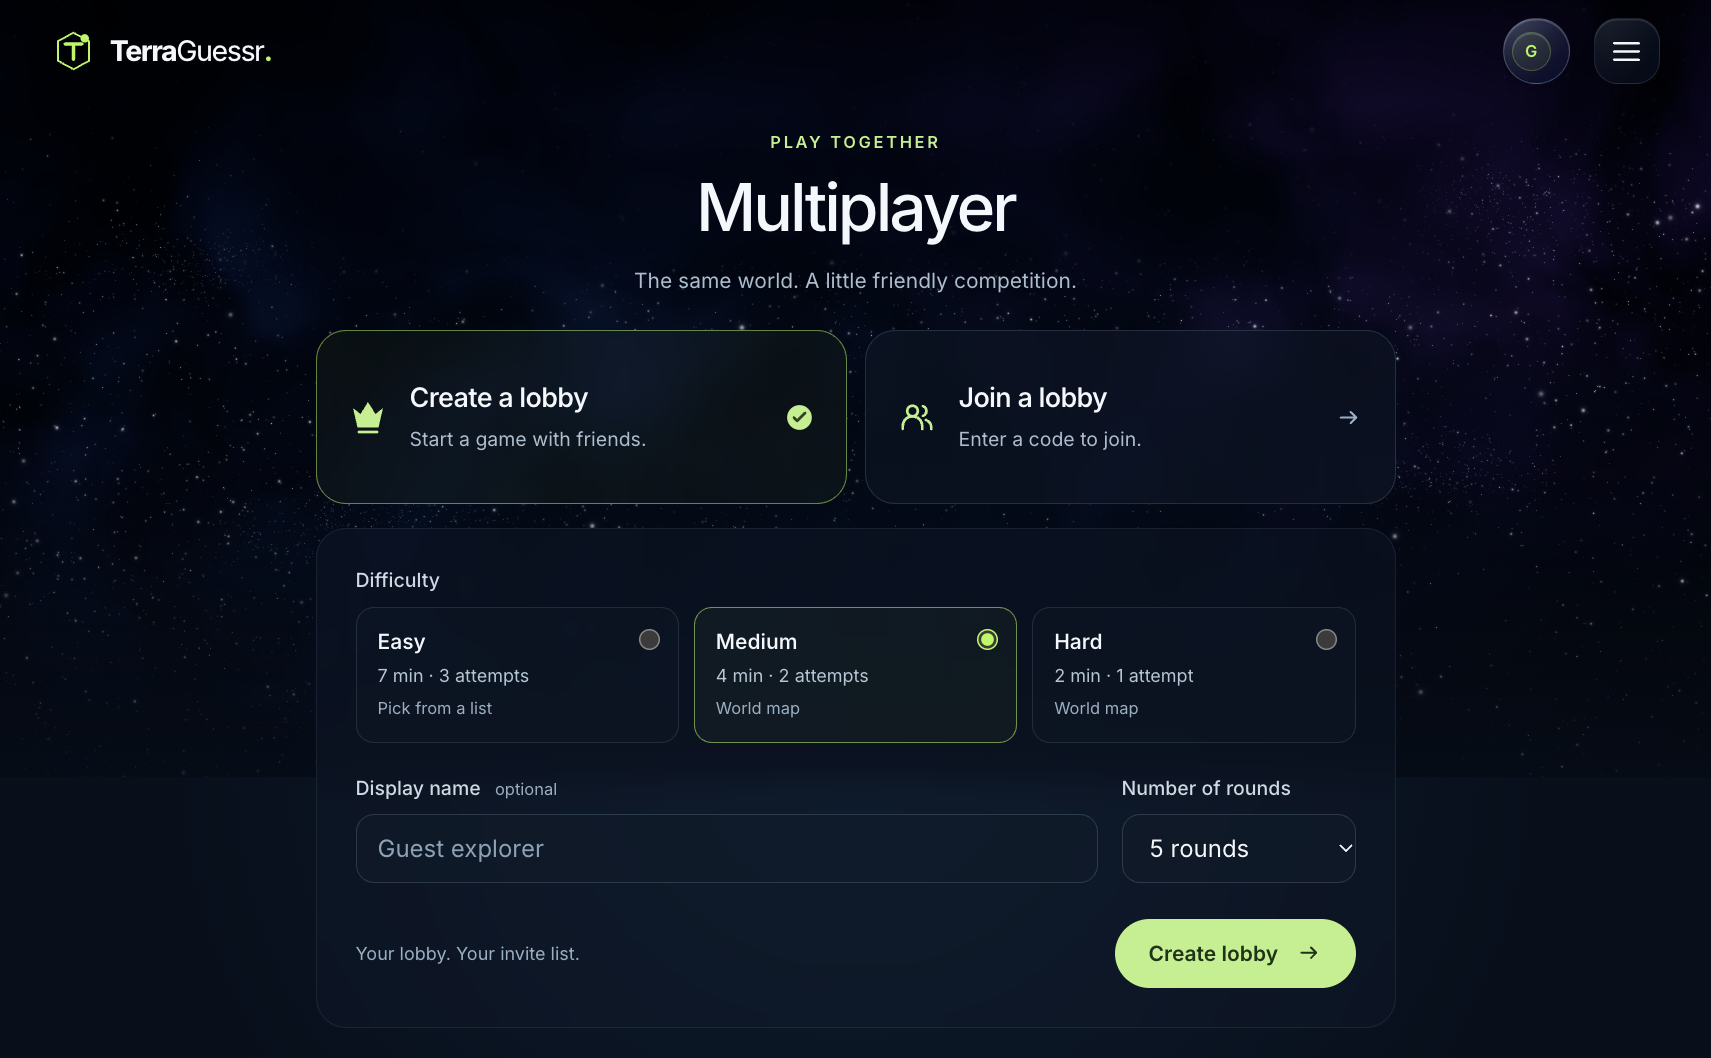 TerraGuessr.
G
PLAY TOGETHER
Multiplayer
The same world. A little friendly competition.
Create a lobby
Start a game with friends.
Join a lobby
Enter a code to join.
Difficulty
Easy
7 min · 3 attempts
Pick from a list
Medium
4 min · 2 attempts
World map
Hard
2 min · 1 attempt
World map
Display name optional
Guest explorer
Number of rounds
5 rounds
Your lobby. Your invite list.
Create lobby →